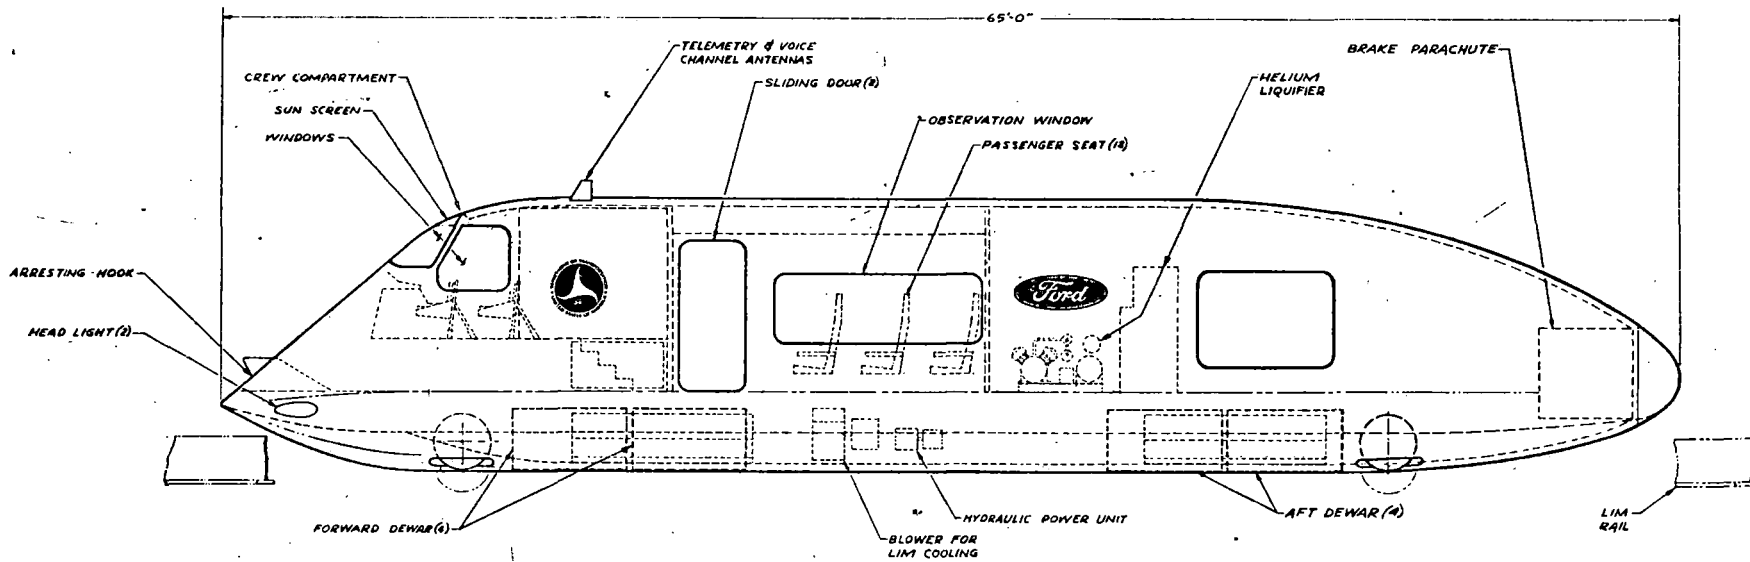 65'-0"
TELEMETRY & VOICE
CHANNEL ANTENNAS
BRAKE PARACHUTE
CREW COMPARTMENT
SLIDING DOOR(2)
HELIUM
LIQUIFIER
SUN SCREEN
OBSERVATION WINDOW
WINDOWS
PASSENGER SEAT(12)
ARRESTING HOOK
Ford
HEAD LIGHT(2)
FORWARD DEWAR(4)
HYDRAULIC POWER UNIT
AFT DEWAR(4)
LIM
RAIL
BLOWER FOR
LIM COOLING